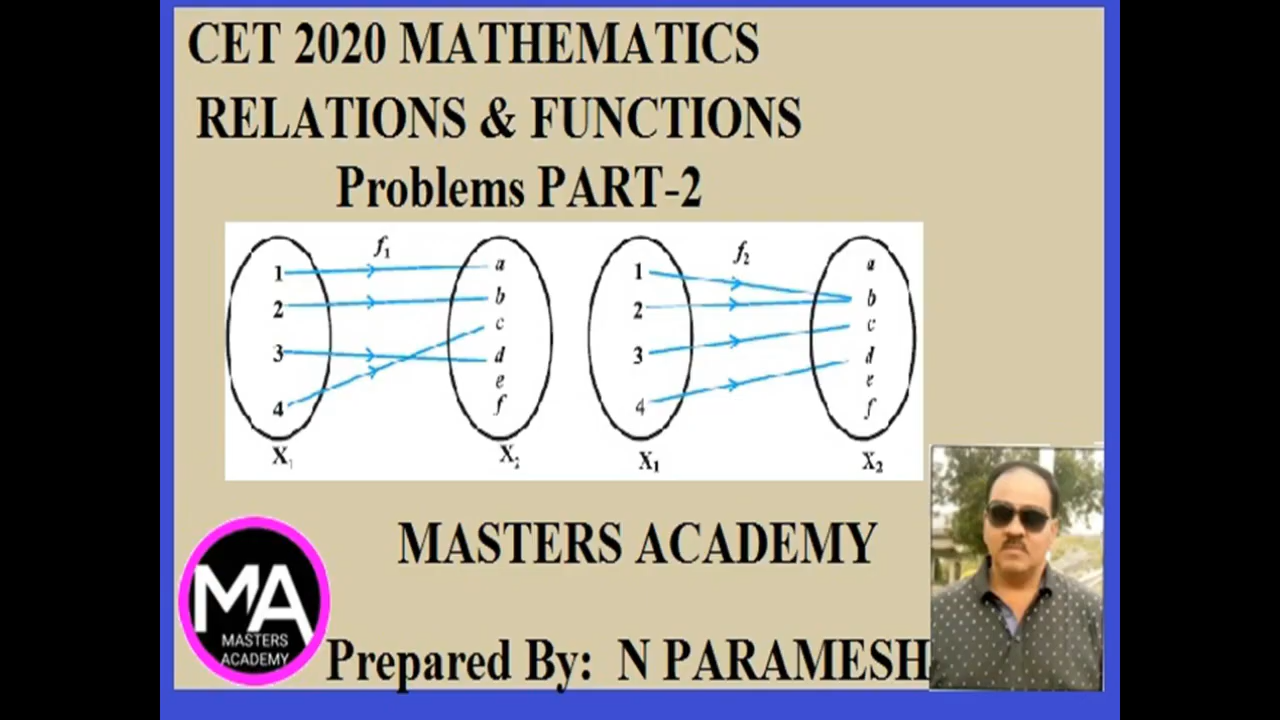 CET 2020 MATHEMATICS
RELATIONS & FUNCTIONS
Problems PART-2
f₁
1
2
3
4
X₁
a
b
c
d
e
f
X₂
f₂
1
2
3
4
X₁
a
b
c
d
e
f
X₂
MASTERS ACADEMY
MA
MASTERS
ACADEMY
Prepared By: N PARAMESH